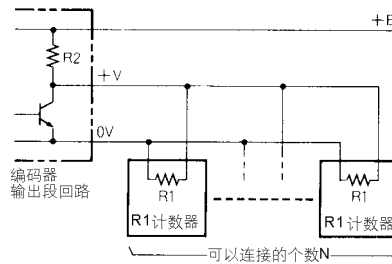 +E
R2
+V
0V
编码器
输出段回路
R1
R1
R1计数器
R1计数器
可以连接的个数N